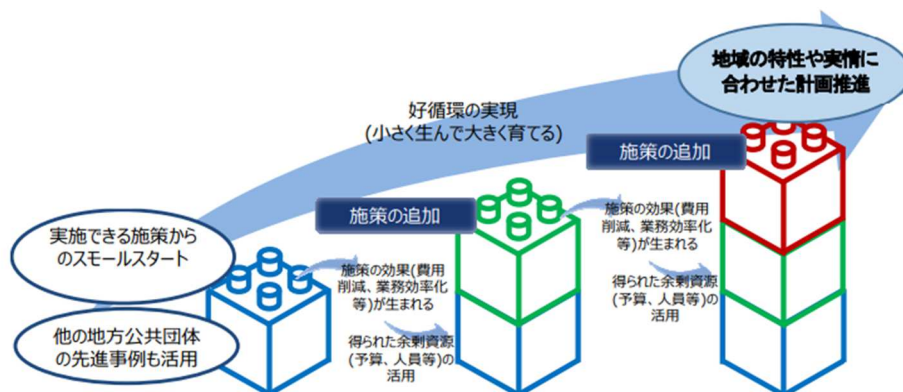 地域の特性や実情に
合わせた計画推進
好循環の実現
(小さく生んで大きく育てる)
施策の追加
施策の追加
実施できる施策から
のスモールスタート
他の地方公共団体
の先進事例も活用
施策の効果(費用
削減、業務効率化
等)が生まれる
得られた余剰資源
(予算、人員等)の
活用
施策の効果(費用
削減、業務効率化
等)が生まれる
得られた余剰資源
(予算、人員等)の
活用